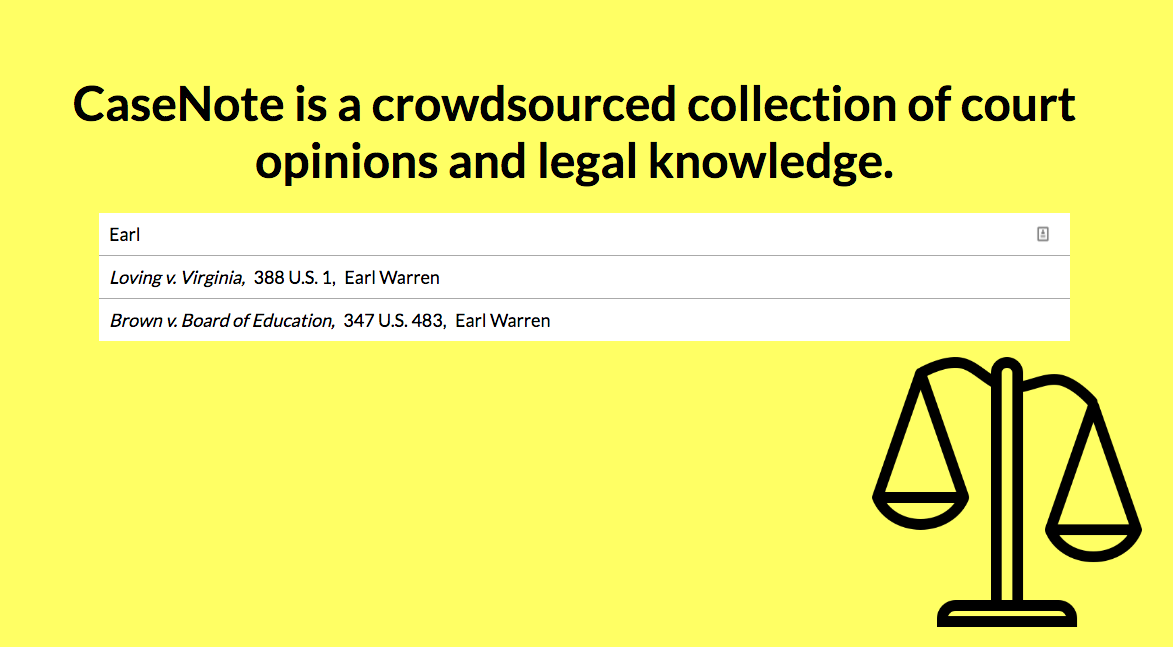 CaseNote is a crowdsourced collection of court
opinions and legal knowledge.
Earl
Loving v. Virginia, 388 U.S. 1, Earl Warren
Brown v. Board of Education, 347 U.S. 483, Earl Warren